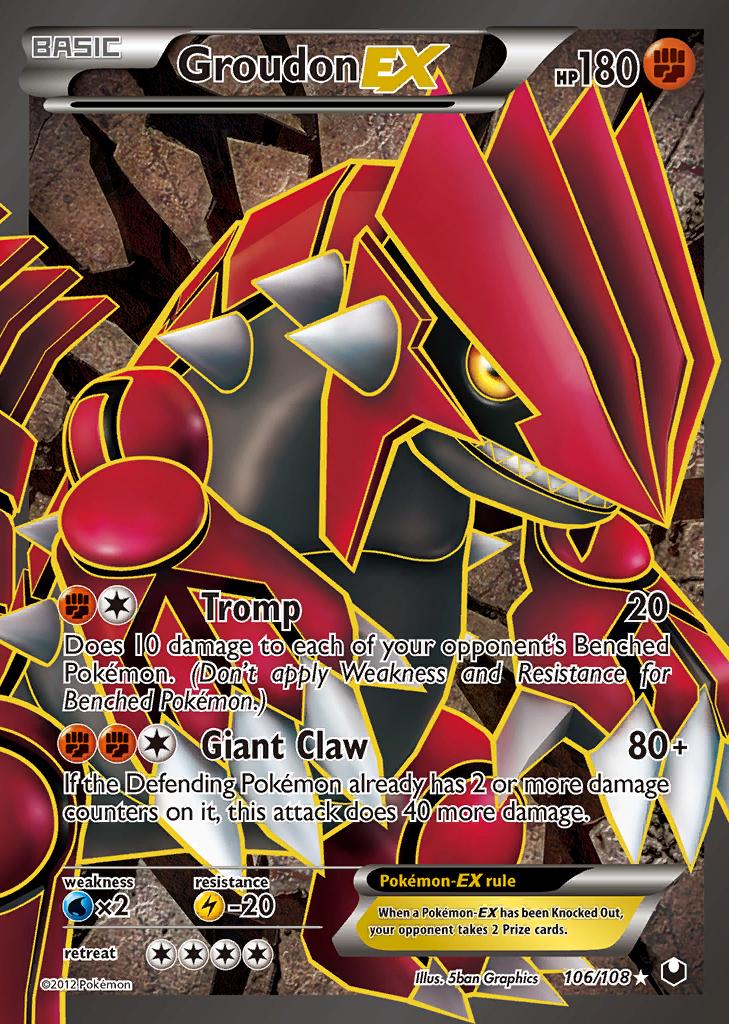 BASIC
Groudon EX
HP180
Tromp 20
Does 10 damage to each of your opponent's Benched
Pokémon. (Don't apply Weakness and Resistance for
Benched Pokémon.)
Giant Claw 80+
If the Defending Pokémon already has 2 or more damage
counters on it, this attack does 40 more damage.
weakness resistance
×2 -20
retreat
Pokémon-EX rule
When a Pokémon-EX has been Knocked Out,
your opponent takes 2 Prize cards.
©2012 Pokémon
Illus. 5ban Graphics 106/108